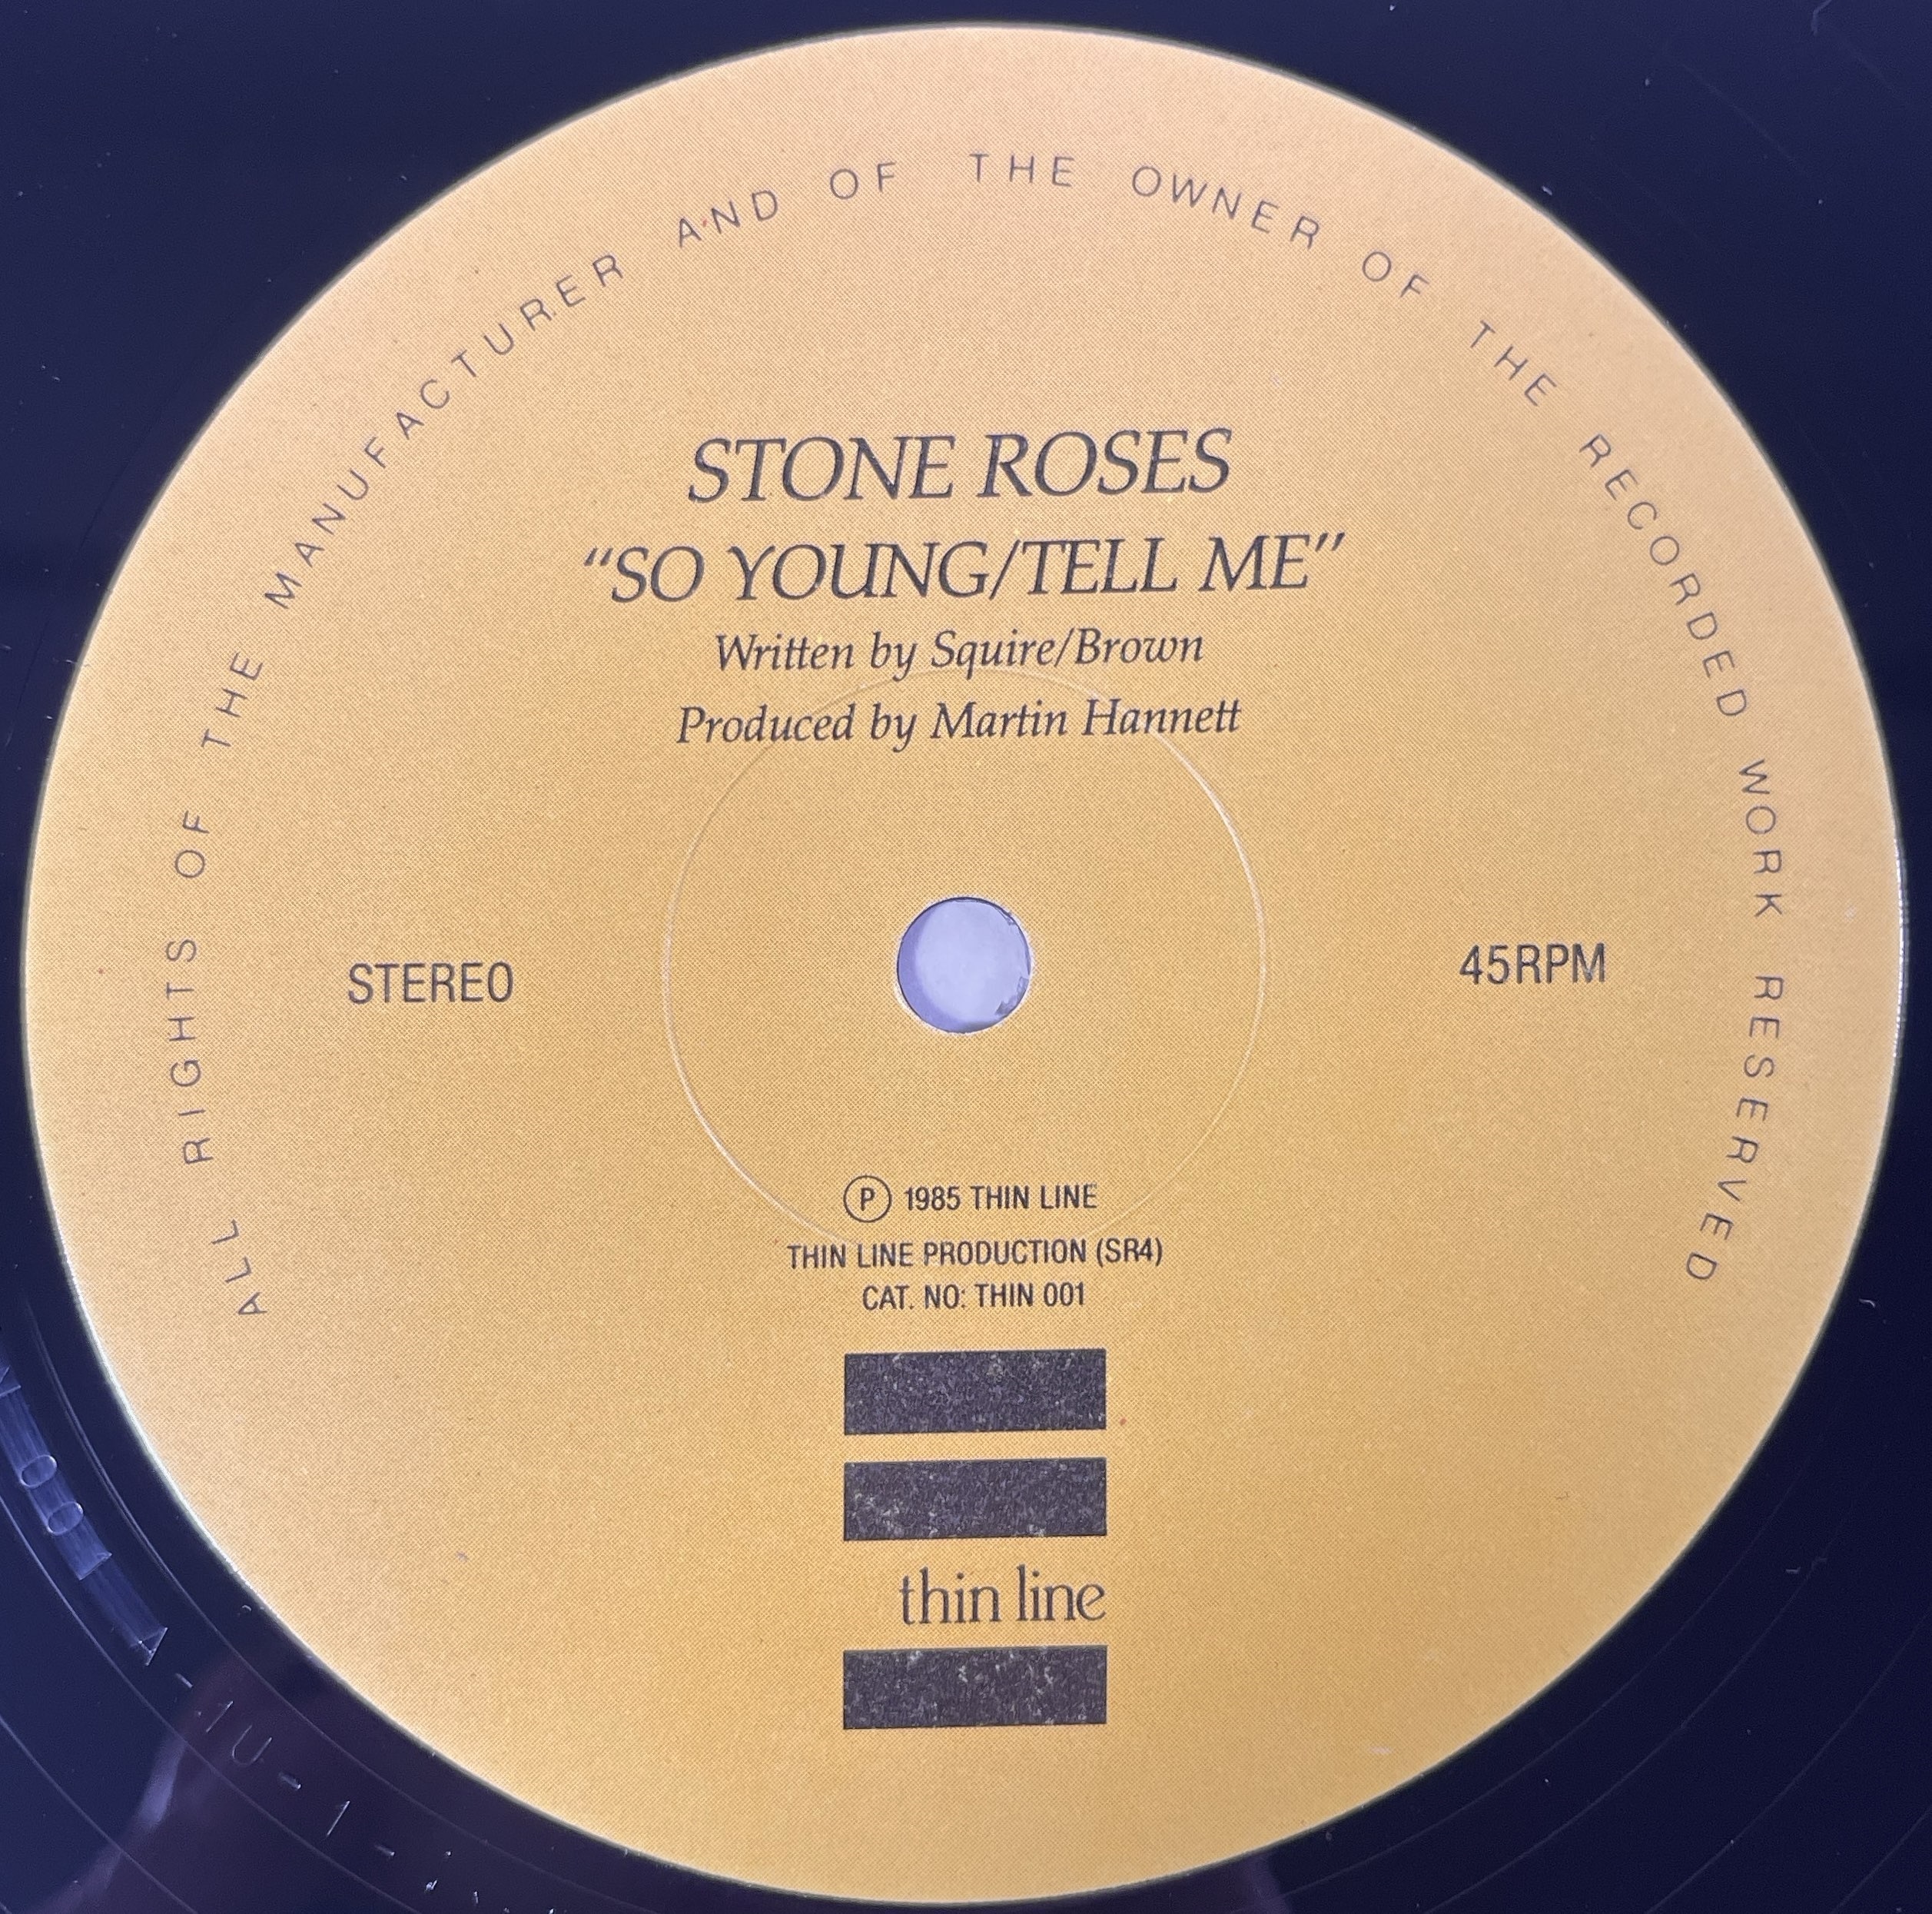 ALL RIGHTS OF THE MANUFACTURER AND OF THE OWNER OF THE RECORDED WORK RESERVED
STONE ROSES
“SO YOUNG/TELL ME”
Written by Squire/Brown
Produced by Martin Hannett
STEREO
45RPM
Ⓟ 1985 THIN LINE
THIN LINE PRODUCTION (SR4)
CAT. NO: THIN 001
thin line